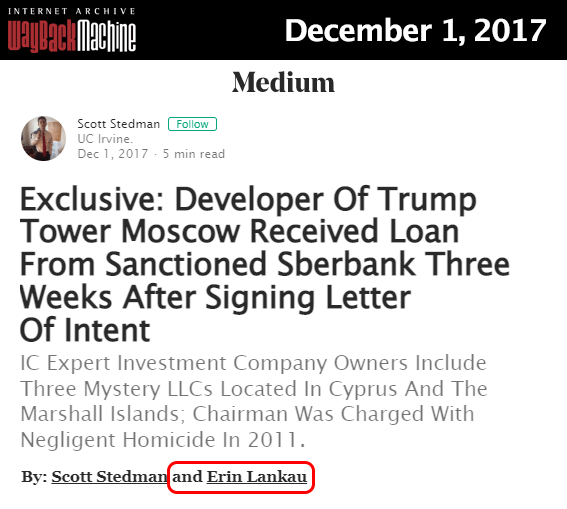 INTERNET ARCHIVE
WayBackMachine
December 1, 2017
Medium
Scott Stedman Follow
UC Irvine.
Dec 1, 2017 · 5 min read
Exclusive: Developer Of Trump
Tower Moscow Received Loan
From Sanctioned Sberbank Three
Weeks After Signing Letter
Of Intent
IC Expert Investment Company Owners Include
Three Mystery LLCs Located In Cyprus And The
Marshall Islands; Chairman Was Charged With
Negligent Homicide In 2011.
By: Scott Stedman and Erin Lankau